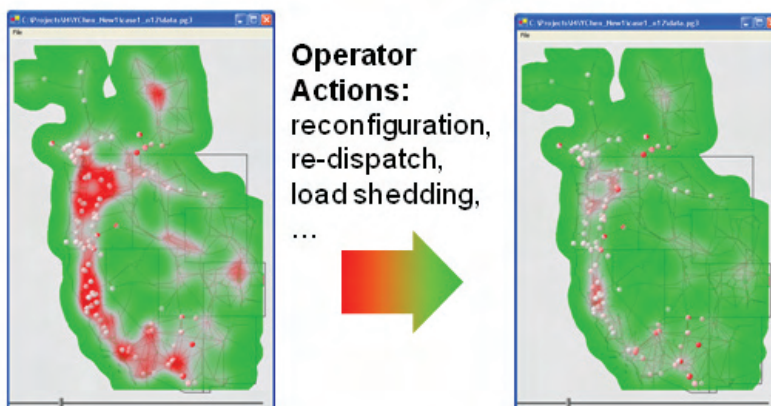 File
Operator
Actions:
reconfiguration,
re-dispatch,
load shedding,
...
File